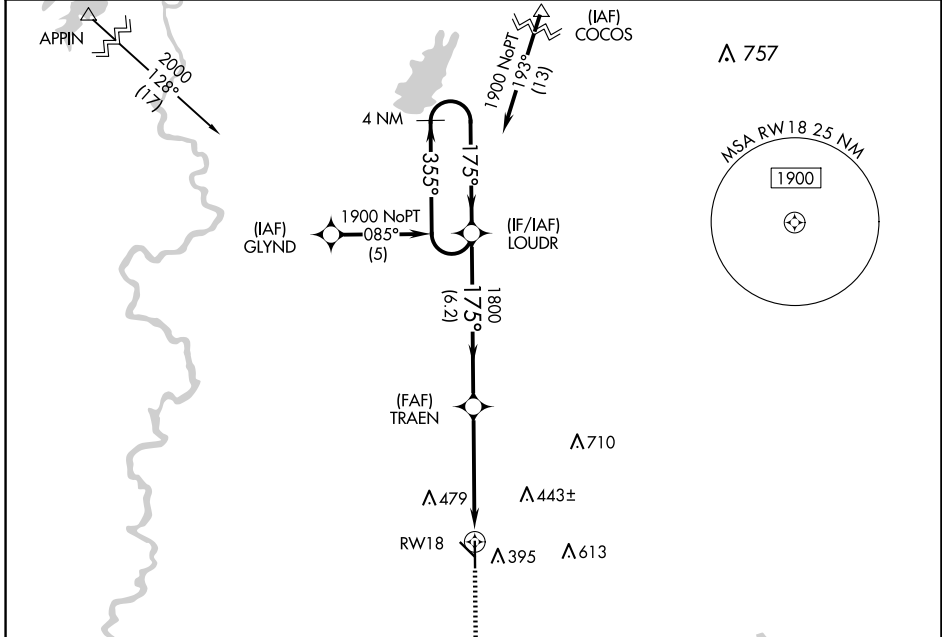 APPIN
2000
128°
(17)
(IAF)
COCOS
1900 NoPT
193°
(13)
757
4 NM
355°
175°
MSA RW18 25 NM
1900
(IAF)
GLYND
1900 NoPT
085°
(5)
(IF/IAF)
LOUDR
1800
175°
(6.2)
(FAF)
TRAEN
710
479
443±
RW18
395
613